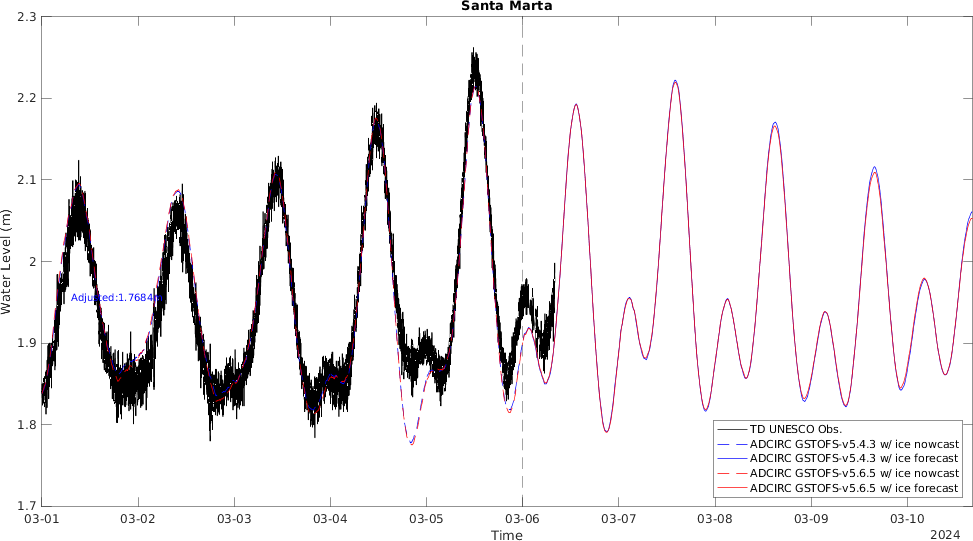 Santa Marta
2.3
2.2
2.1
2
1.9
1.8
1.7
Water Level (m)
Adjusted:1.7684m
TD UNESCO Obs.
ADCIRC GSTOFS-v5.4.3 w/ ice nowcast
ADCIRC GSTOFS-v5.4.3 w/ ice forecast
ADCIRC GSTOFS-v5.6.5 w/ ice nowcast
ADCIRC GSTOFS-v5.6.5 w/ ice forecast
03-01 03-02 03-03 03-04 03-05 03-06 03-07 03-08 03-09 03-10
Time
2024